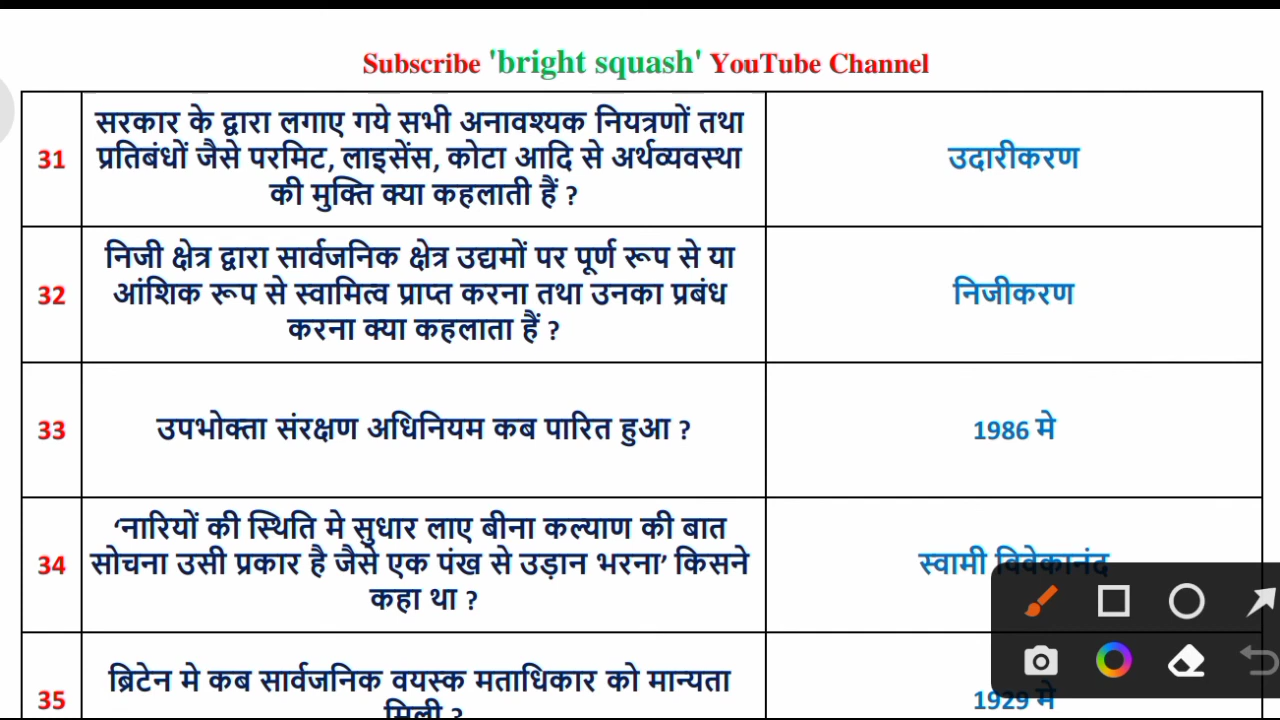 Subscribe 'bright squash' YouTube Channel
31
सरकार के द्वारा लगाए गये सभी अनावश्यक नियत्रणों तथा
प्रतिबंधों जैसे परमिट, लाइसेंस, कोटा आदि से अर्थव्यवस्था
की मुक्ति क्या कहलाती हैं ?
उदारीकरण
32
निजी क्षेत्र द्वारा सार्वजनिक क्षेत्र उद्यमों पर पूर्ण रूप से या
आंशिक रूप से स्वामित्व प्राप्त करना तथा उनका प्रबंध
करना क्या कहलाता हैं ?
निजीकरण
33
उपभोक्ता संरक्षण अधिनियम कब पारित हुआ ?
1986 मे
34
‘नारियों की स्थिति मे सुधार लाए बीना कल्याण की बात
सोचना उसी प्रकार है जैसे एक पंख से उड़ान भरना’ किसने
कहा था ?
स्वामी विवेकानंद
35
ब्रिटेन मे कब सार्वजनिक वयस्क मताधिकार को मान्यता
मिली ?
1929 मे